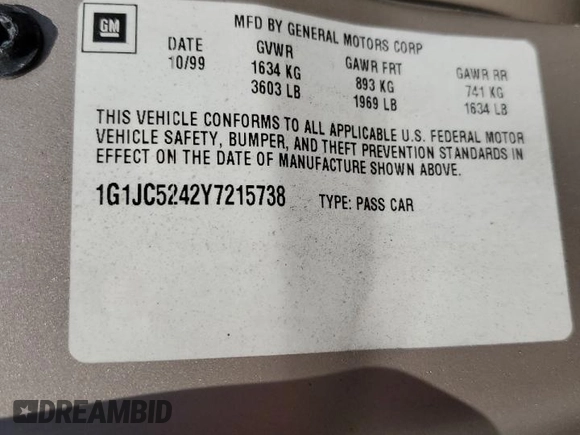 GM
MFD BY GENERAL MOTORS CORP
DATE GVWR GAWR FRT GAWR RR
10/99 1634 KG 893 KG 741 KG
3603 LB 1969 LB 1634 LB
THIS VEHICLE CONFORMS TO ALL APPLICABLE U.S. FEDERAL MOTOR
VEHICLE SAFETY, BUMPER, AND THEFT PREVENTION STANDARDS IN
EFFECT ON THE DATE OF MANUFACTURE SHOWN ABOVE.
1G1JC5242Y7215738 TYPE: PASS CAR
DREAMBID